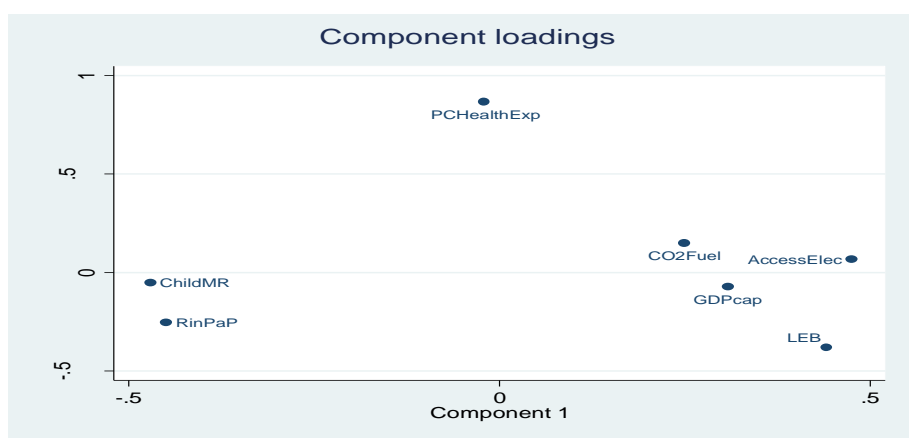 Component loadings
1
PCHealthExp
.5
CO2Fuel
AccessElec
0
ChildMR
GDPcap
RinPaP
LEB
-.5
-.5 0 .5
Component 1